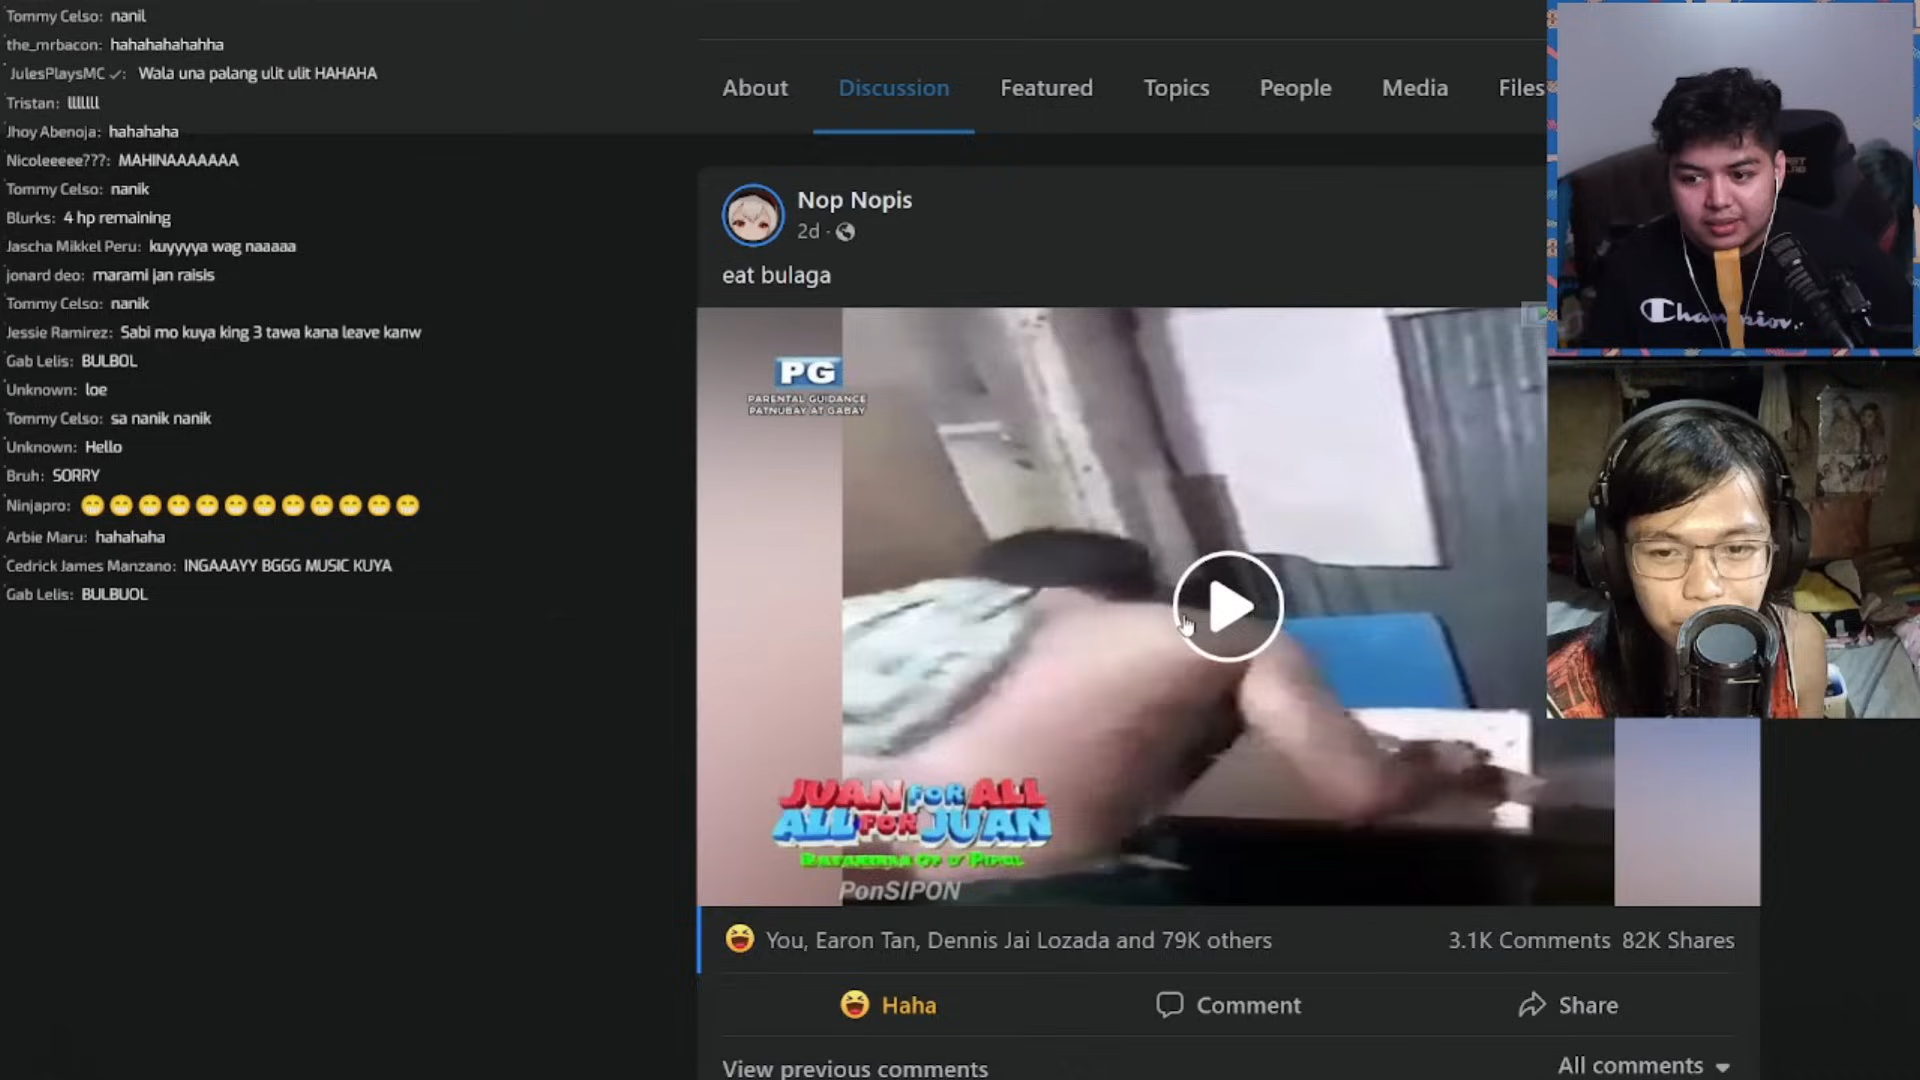 Tommy Celso: nanil
the_mrbacon: hahahahahahha
JulesPlaysMC ✓: Wala una palang ulit ulit HAHAHA
Tristan: lllllll
Jhoy Abenoja: hahahaha
Nicoleeeee???: MAHINAAAAAAA
Tommy Celso: nanik
Blurks: 4 hp remaining
Jascha Mikkel Peru: kuyyyya wag naaaaa
jonard deo: marami jan raisis
Tommy Celso: nanik
Jessie Ramirez: Sabi mo kuya king 3 tawa kana leave kanw
Gab Lelis: BULBOL
Unknown: loe
Tommy Celso: sa nanik nanik
Unknown: Hello
Bruh: SORRY
Ninjapro: 😁😁😁😁😁😁😁😁😁😁😁😁
Arbie Maru: hahahaha
Cedrick James Manzano: INGAAAYY BGGG MUSIC KUYA
Gab Lelis: BULBUOL
About Discussion Featured Topics People Media Files
Nop Nopis
2d ·
eat bulaga
PG
PARENTAL GUIDANCE
PATNUBAY AT GABAY
JUAN FOR ALL
ALL FOR JUAN
BAYANIHAN OF D' PIPOL
PonSIPON
You, Earon Tan, Dennis Jai Lozada and 79K others
3.1K Comments 82K Shares
Haha Comment Share
View previous comments
All comments
Champion